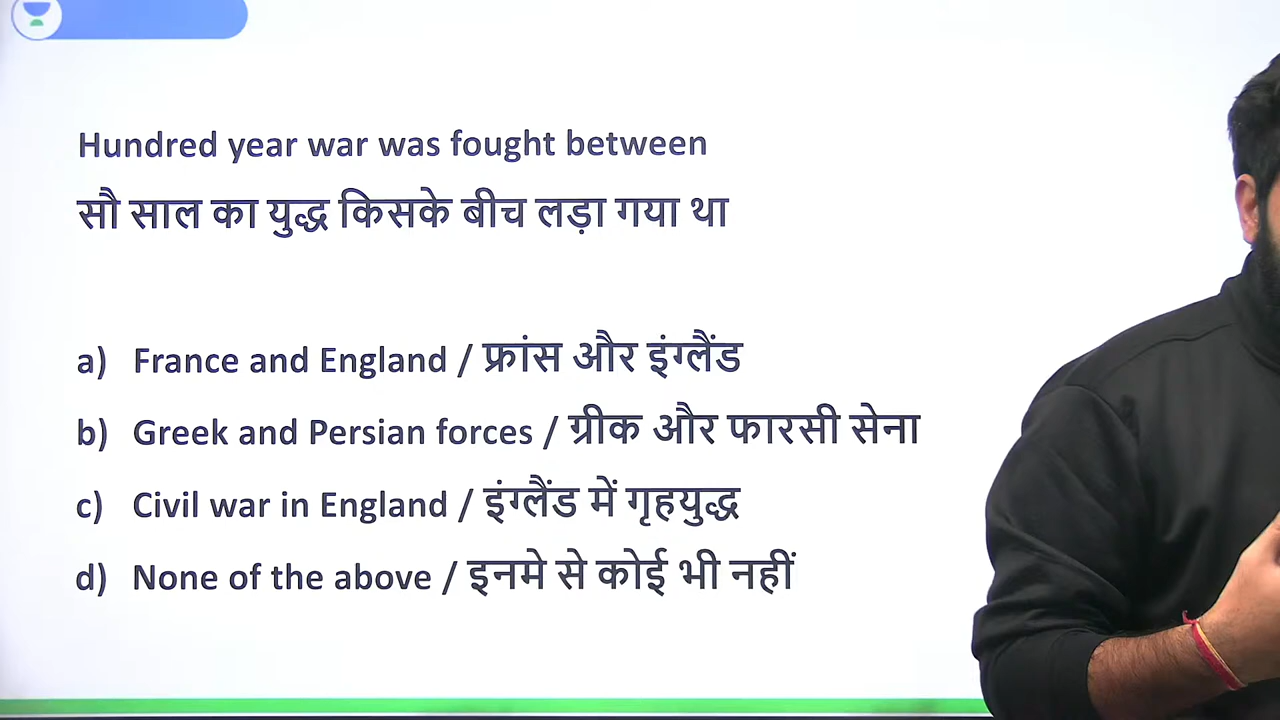 Hundred year war was fought between
सौ साल का युद्ध किसके बीच लड़ा गया था
a) France and England / फ्रांस और इंग्लैंड
b) Greek and Persian forces / ग्रीक और फारसी सेना
c) Civil war in England / इंग्लैंड में गृहयुद्ध
d) None of the above / इनमे से कोई भी नहीं